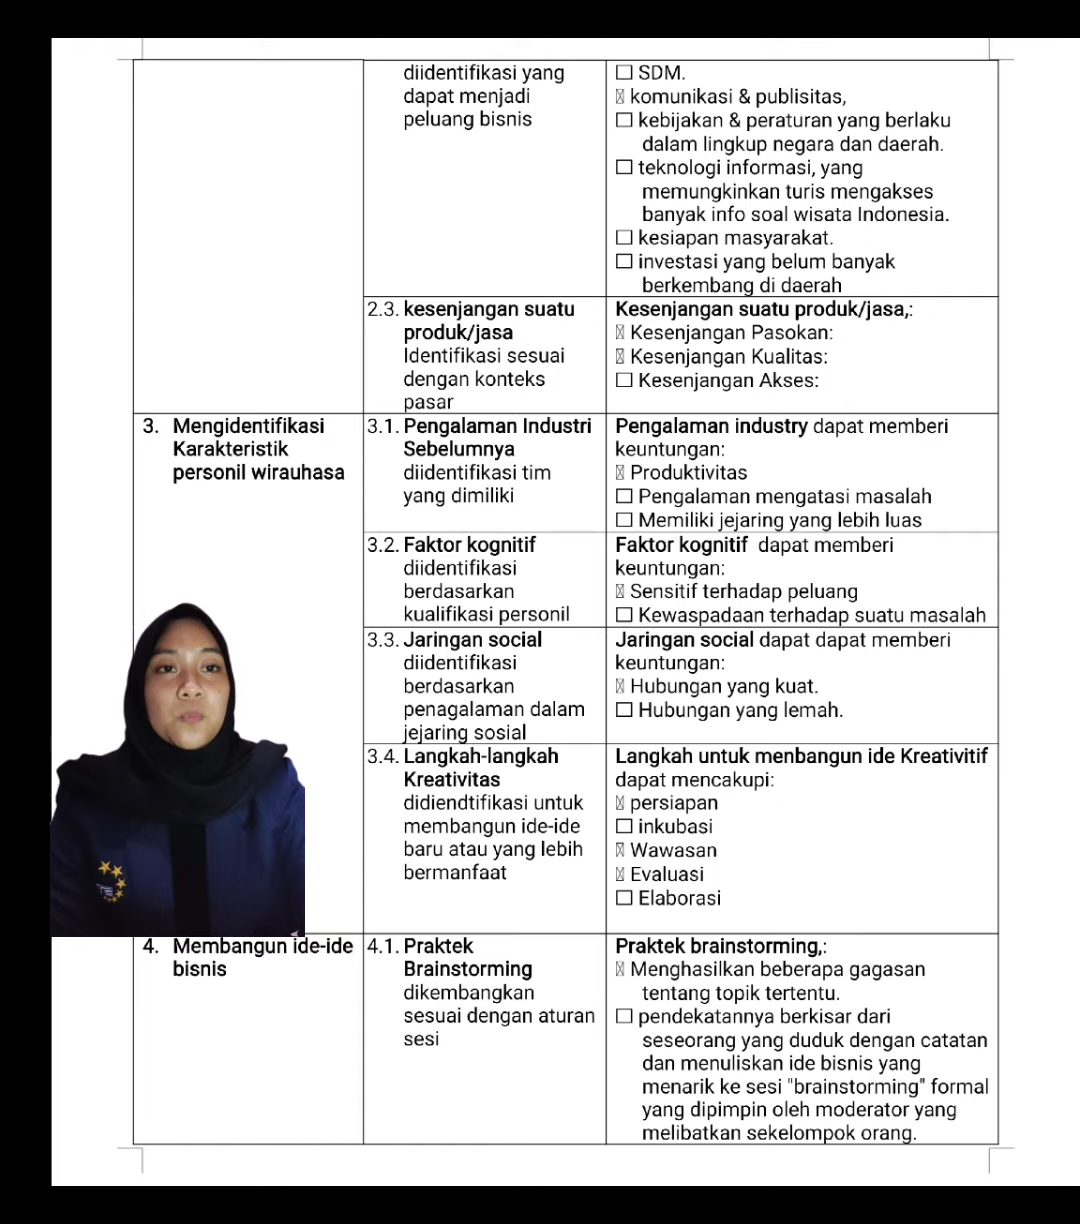 diidentifikasi yang
dapat menjadi
peluang bisnis
☐ SDM.
komunikasi & publisitas,
☐ kebijakan & peraturan yang berlaku
dalam lingkup negara dan daerah.
☐ teknologi informasi, yang
memungkinkan turis mengakses
banyak info soal wisata Indonesia.
☐ kesiapan masyarakat.
☐ investasi yang belum banyak
berkembang di daerah
2.3. kesenjangan suatu
produk/jasa
Identifikasi sesuai
dengan konteks
pasar
Kesenjangan suatu produk/jasa,:
Kesenjangan Pasokan:
Kesenjangan Kualitas:
☐ Kesenjangan Akses:
3. Mengidentifikasi
Karakteristik
personil wirauhasa
3.1. Pengalaman Industri
Sebelumnya
diidentifikasi tim
yang dimiliki
Pengalaman industry dapat memberi
keuntungan:
Produktivitas
☐ Pengalaman mengatasi masalah
☐ Memiliki jejaring yang lebih luas
3.2. Faktor kognitif
diidentifikasi
berdasarkan
kualifikasi personil
Faktor kognitif dapat memberi
keuntungan:
Sensitif terhadap peluang
☐ Kewaspadaan terhadap suatu masalah
3.3. Jaringan social
diidentifikasi
berdasarkan
penagalaman dalam
jejaring sosial
Jaringan social dapat dapat memberi
keuntungan:
Hubungan yang kuat.
☐ Hubungan yang lemah.
3.4. Langkah-langkah
Kreativitas
didiendtifikasi untuk
membangun ide-ide
baru atau yang lebih
bermanfaat
Langkah untuk menbangun ide Kreativitif
dapat mencakupi:
persiapan
☐ inkubasi
Wawasan
Evaluasi
☐ Elaborasi
4. Membangun ide-ide
bisnis
4.1. Praktek
Brainstorming
dikembangkan
sesuai dengan aturan
sesi
Praktek brainstorming,:
Menghasilkan beberapa gagasan
tentang topik tertentu.
☐ pendekatannya berkisar dari
seseorang yang duduk dengan catatan
dan menuliskan ide bisnis yang
menarik ke sesi "brainstorming" formal
yang dipimpin oleh moderator yang
melibatkan sekelompok orang.